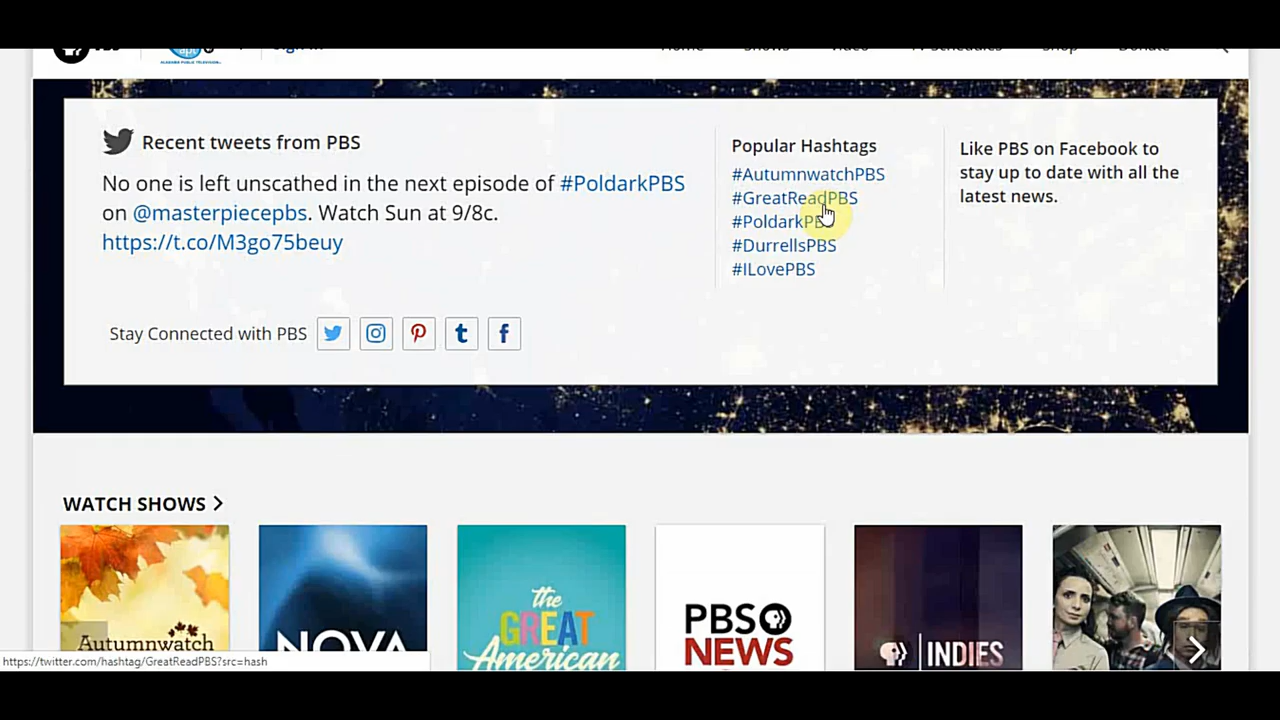 Recent tweets from PBS
No one is left unscathed in the next episode of #PoldarkPBS
on @masterpiecepbs. Watch Sun at 9/8c.
https://t.co/M3go75beuy
Stay Connected with PBS
Popular Hashtags
#AutumnwatchPBS
#GreatReadPBS
#PoldarkPBS
#DurrellsPBS
#ILovePBS
Like PBS on Facebook to
stay up to date with all the
latest news.
WATCH SHOWS
Autumnwatch
NOVA
the
GREAT
American
PBS
NEWS
INDIES
https://twitter.com/hashtag/GreatReadPBS?src=hash